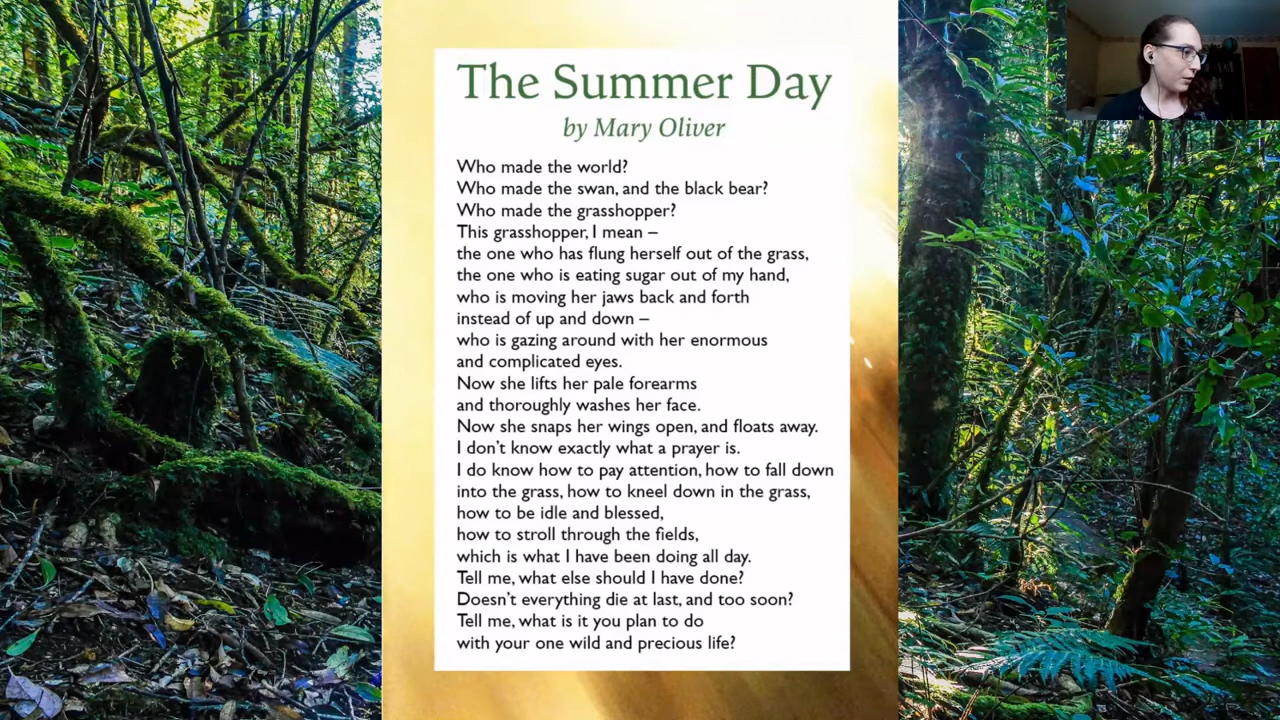 The Summer Day
by Mary Oliver
Who made the world?
Who made the swan, and the black bear?
Who made the grasshopper?
This grasshopper, I mean –
the one who has flung herself out of the grass,
the one who is eating sugar out of my hand,
who is moving her jaws back and forth
instead of up and down –
who is gazing around with her enormous
and complicated eyes.
Now she lifts her pale forearms
and thoroughly washes her face.
Now she snaps her wings open, and floats away.
I don't know exactly what a prayer is.
I do know how to pay attention, how to fall down
into the grass, how to kneel down in the grass,
how to be idle and blessed,
how to stroll through the fields,
which is what I have been doing all day.
Tell me, what else should I have done?
Doesn't everything die at last, and too soon?
Tell me, what is it you plan to do
with your one wild and precious life?